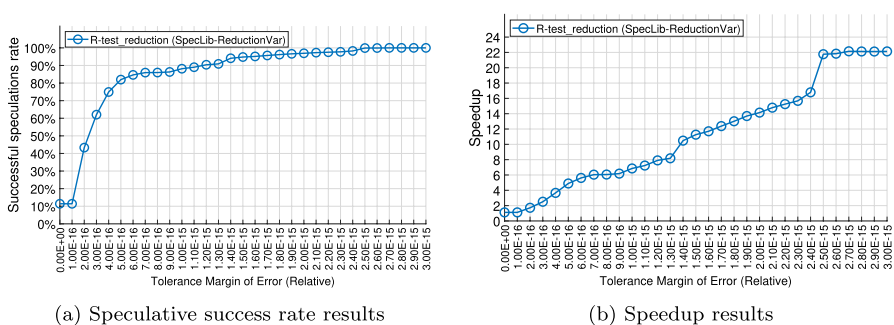 R-test_reduction (SpecLib-ReductionVar)
Successful speculations rate
100%
90%
80%
70%
60%
50%
40%
30%
20%
10%
0%
0.00E+00
1.00E-16
2.00E-16
3.00E-16
4.00E-16
5.00E-16
6.00E-16
7.00E-16
8.00E-16
9.00E-16
1.00E-15
1.10E-15
1.20E-15
1.30E-15
1.40E-15
1.50E-15
1.60E-15
1.70E-15
1.80E-15
1.90E-15
2.00E-15
2.10E-15
2.20E-15
2.30E-15
2.40E-15
2.50E-15
2.60E-15
2.70E-15
2.80E-15
2.90E-15
3.00E-15
Tolerance Margin of Error (Relative)
(a) Speculative success rate results
R-test_reduction (SpecLib-ReductionVar)
Speedup
24
22
20
18
16
14
12
10
8
6
4
2
0
0.00E+00
1.00E-16
2.00E-16
3.00E-16
4.00E-16
5.00E-16
6.00E-16
7.00E-16
8.00E-16
9.00E-16
1.00E-15
1.10E-15
1.20E-15
1.30E-15
1.40E-15
1.50E-15
1.60E-15
1.70E-15
1.80E-15
1.90E-15
2.00E-15
2.10E-15
2.20E-15
2.30E-15
2.40E-15
2.50E-15
2.60E-15
2.70E-15
2.80E-15
2.90E-15
3.00E-15
Tolerance Margin of Error (Relative)
(b) Speedup results